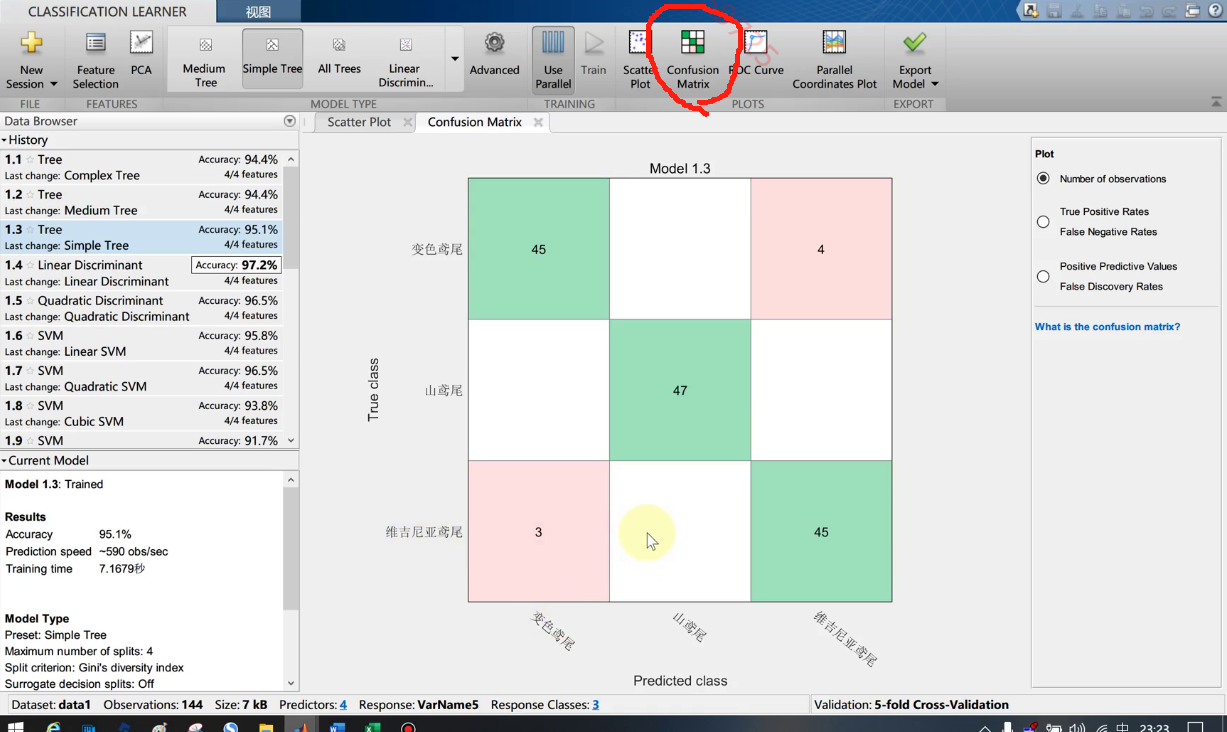 CLASSIFICATION LEARNER 视图
New Session
Feature Selection
PCA
Medium Tree
Simple Tree
All Trees
Linear Discrimin...
Advanced
Use Parallel
Train
Scatter Plot
Confusion Matrix
ROC Curve
Parallel Coordinates Plot
Export Model
FILE FEATURES MODEL TYPE TRAINING PLOTS EXPORT
Data Browser
Scatter Plot Confusion Matrix
History
1.1 Tree Accuracy: 94.4%
Last change: Complex Tree 4/4 features
1.2 Tree Accuracy: 94.4%
Last change: Medium Tree 4/4 features
1.3 Tree Accuracy: 95.1%
Last change: Simple Tree 4/4 features
1.4 Linear Discriminant Accuracy: 97.2%
Last change: Linear Discriminant 4/4 features
1.5 Quadratic Discriminant Accuracy: 96.5%
Last change: Quadratic Discriminant 4/4 features
1.6 SVM Accuracy: 95.8%
Last change: Linear SVM 4/4 features
1.7 SVM Accuracy: 96.5%
Last change: Quadratic SVM 4/4 features
1.8 SVM Accuracy: 93.8%
Last change: Cubic SVM 4/4 features
1.9 SVM Accuracy: 91.7%
Current Model
Model 1.3: Trained
Results
Accuracy 95.1%
Prediction speed ~590 obs/sec
Training time 7.1679秒
Model Type
Preset: Simple Tree
Maximum number of splits: 4
Split criterion: Gini's diversity index
Surrogate decision splits: Off
Model 1.3
True class
变色鸢尾 45 4
山鸢尾 47
维吉尼亚鸢尾 3 45
变色鸢尾 山鸢尾 维吉尼亚鸢尾
Predicted class
Plot
Number of observations
True Positive Rates
False Negative Rates
Positive Predictive Values
False Discovery Rates
What is the confusion matrix?
Dataset: data1 Observations: 144 Size: 7 kB Predictors: 4 Response: VarName5 Response Classes: 3 Validation: 5-fold Cross-Validation
中 23:23